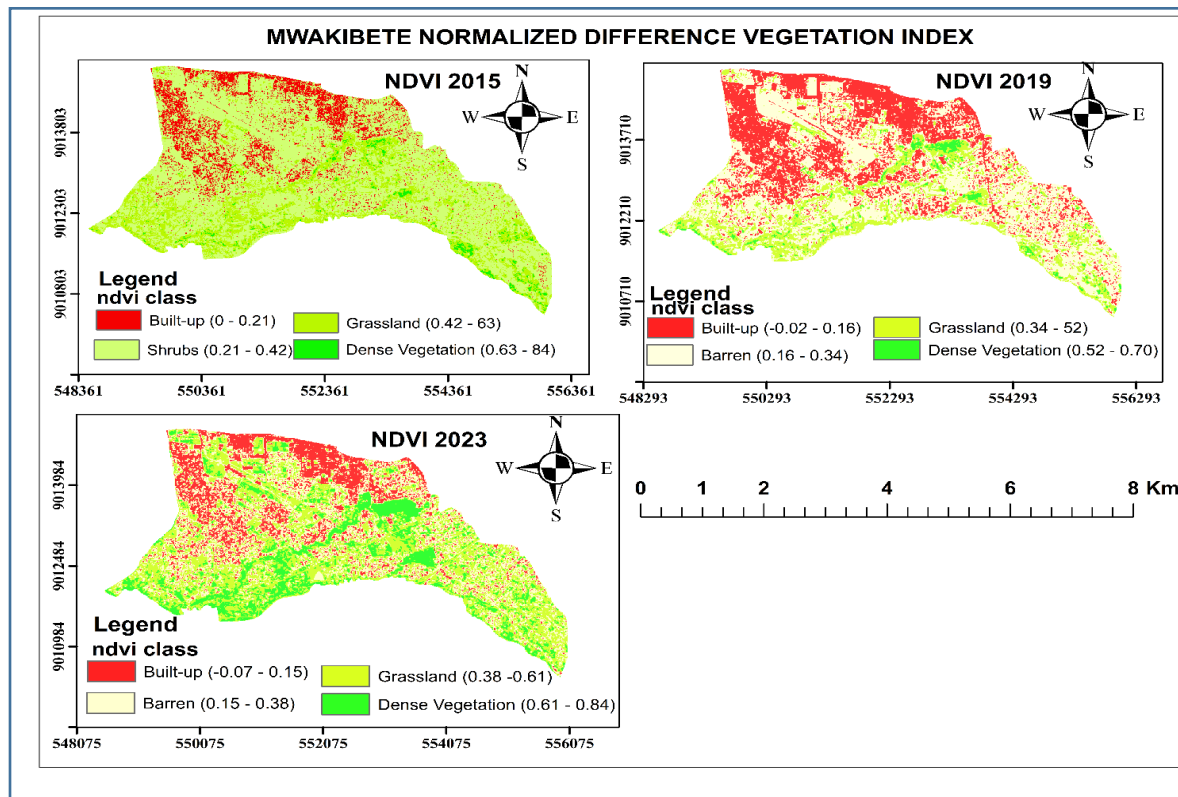 MWAKIBETE NORMALIZED DIFFERENCE VEGETATION INDEX
NDVI 2015
N
W E
S
9013803
9012303
9010803
Legend
ndvi class
Built-up (0 - 0.21)
Grassland (0.42 - 63)
Shrubs (0.21 - 0.42)
Dense Vegetation (0.63 - 84)
548361 550361 552361 554361 556361
NDVI 2019
N
W E
S
9013710
9012210
9010710
Legend
ndvi class
Built-up (-0.02 - 0.16)
Grassland (0.34 - 52)
Barren (0.16 - 0.34)
Dense Vegetation (0.52 - 0.70)
548293 550293 552293 554293 556293
NDVI 2023
N
W E
S
9013984
9012484
9010984
Legend
ndvi class
Built-up (-0.07 - 0.15)
Grassland (0.38 -0.61)
Barren (0.15 - 0.38)
Dense Vegetation (0.61 - 0.84)
548075 550075 552075 554075 556075
0 1 2 4 6 8 Km